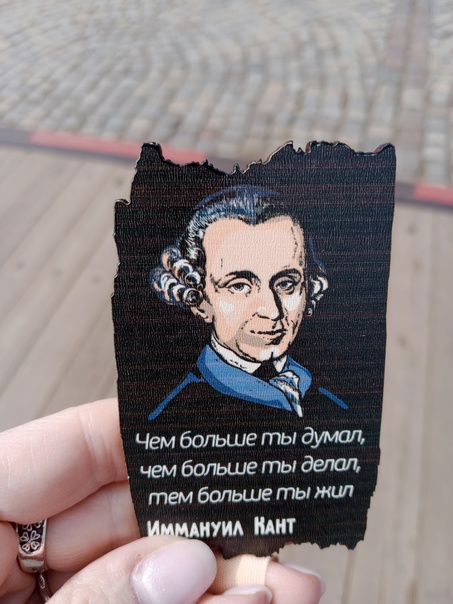 Чем больше ты думал,
чем больше ты делал,
тем больше ты жил
Иммануил Кант